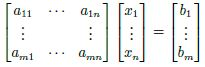 a11 ⋯ a1n x1 b1
⋮ ⋮ ⋮ = ⋮
am1 ⋯ amn xn bm